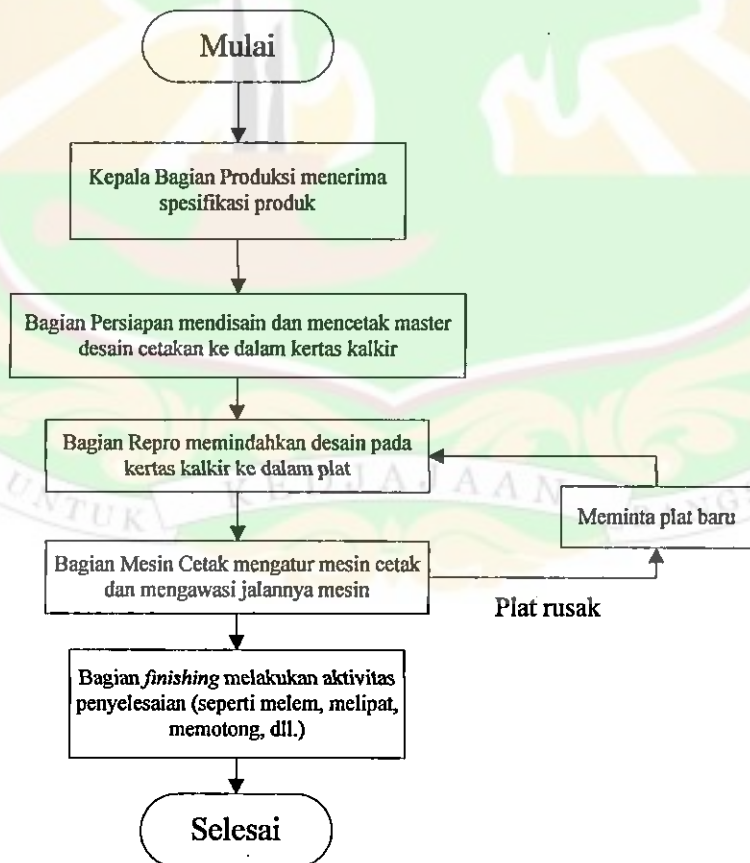 Mulai
Kepala Bagian Produksi menerima
spesifikasi produk
Bagian Persiapan mendisain dan mencetak master
desain cetakan ke dalam kertas kalkir
Bagian Repro memindahkan desain pada
kertas kalkir ke dalam plat
UNTUK KEDJAJAAN
Meminta plat baru
Bagian Mesin Cetak mengatur mesin cetak
dan mengawasi jalannya mesin
Plat rusak
Bagian finishing melakukan aktivitas
penyelesaian (seperti melem, melipat,
memotong, dll.)
Selesai